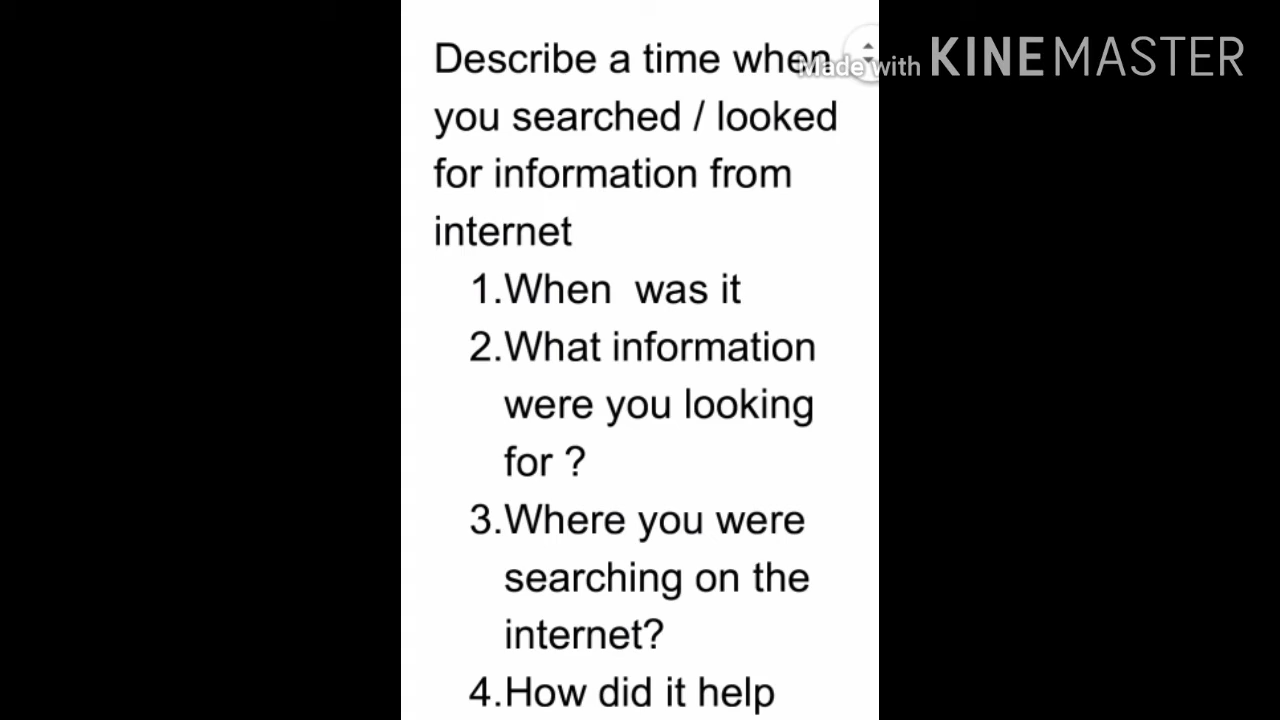 Describe a time when
you searched / looked
for information from
internet
1.When was it
2.What information
were you looking
for ?
3.Where you were
searching on the
internet?
4.How did it help
Made with KINEMASTER